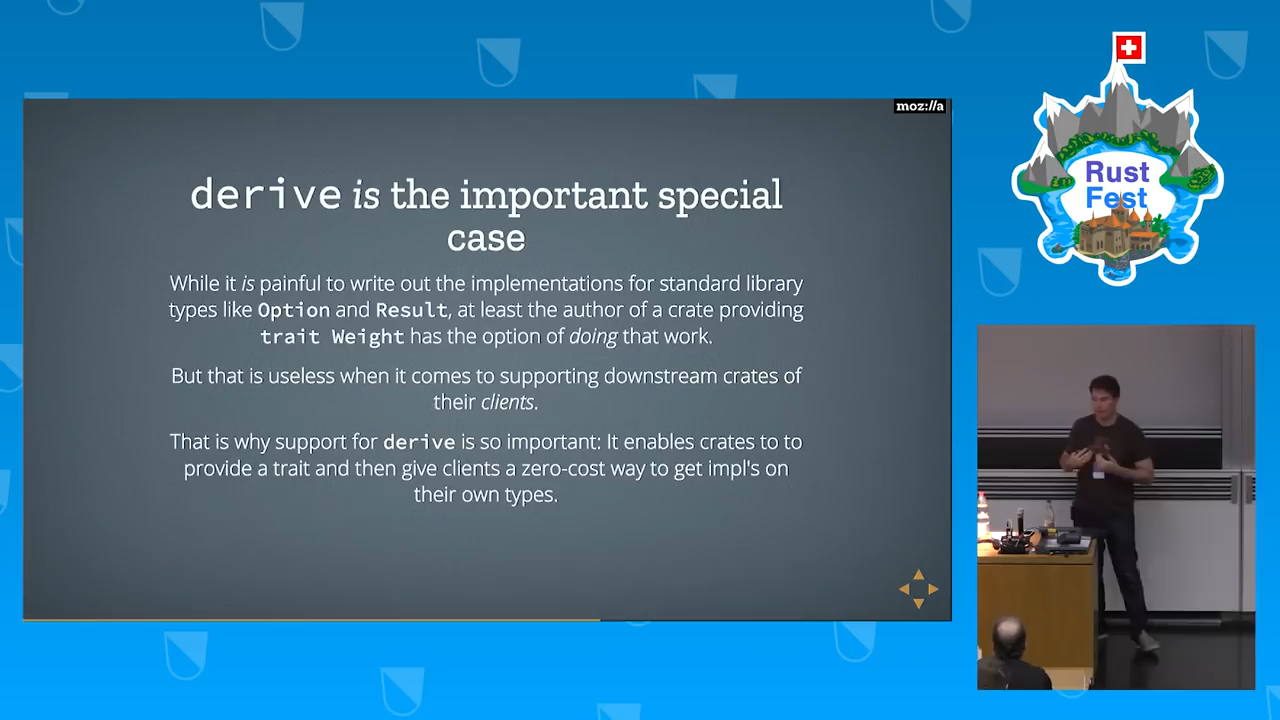 moz://a
derive is the important special
case
While it is painful to write out the implementations for standard library
types like Option and Result, at least the author of a crate providing
trait Weight has the option of doing that work.
But that is useless when it comes to supporting downstream crates of
their clients.
That is why support for derive is so important: It enables crates to to
provide a trait and then give clients a zero-cost way to get impl's on
their own types.
Rust
Fest